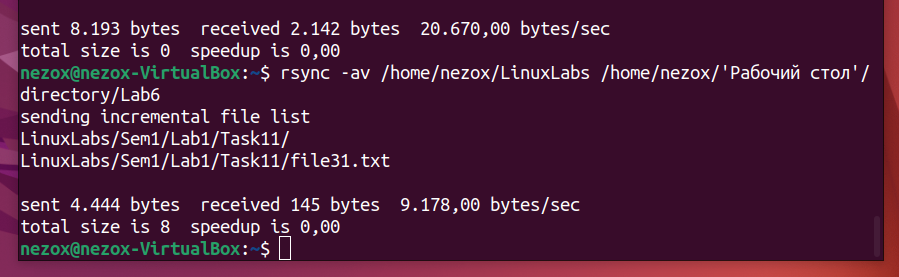 sent 8.193 bytes  received 2.142 bytes  20.670,00 bytes/sec
total size is 0  speedup is 0,00
nezox@nezox-VirtualBox:~$ rsync -av /home/nezox/LinuxLabs /home/nezox/'Рабочий стол'/
directory/Lab6
sending incremental file list
LinuxLabs/Sem1/Lab1/Task11/
LinuxLabs/Sem1/Lab1/Task11/file31.txt
sent 4.444 bytes  received 145 bytes  9.178,00 bytes/sec
total size is 8  speedup is 0,00
nezox@nezox-VirtualBox:~$